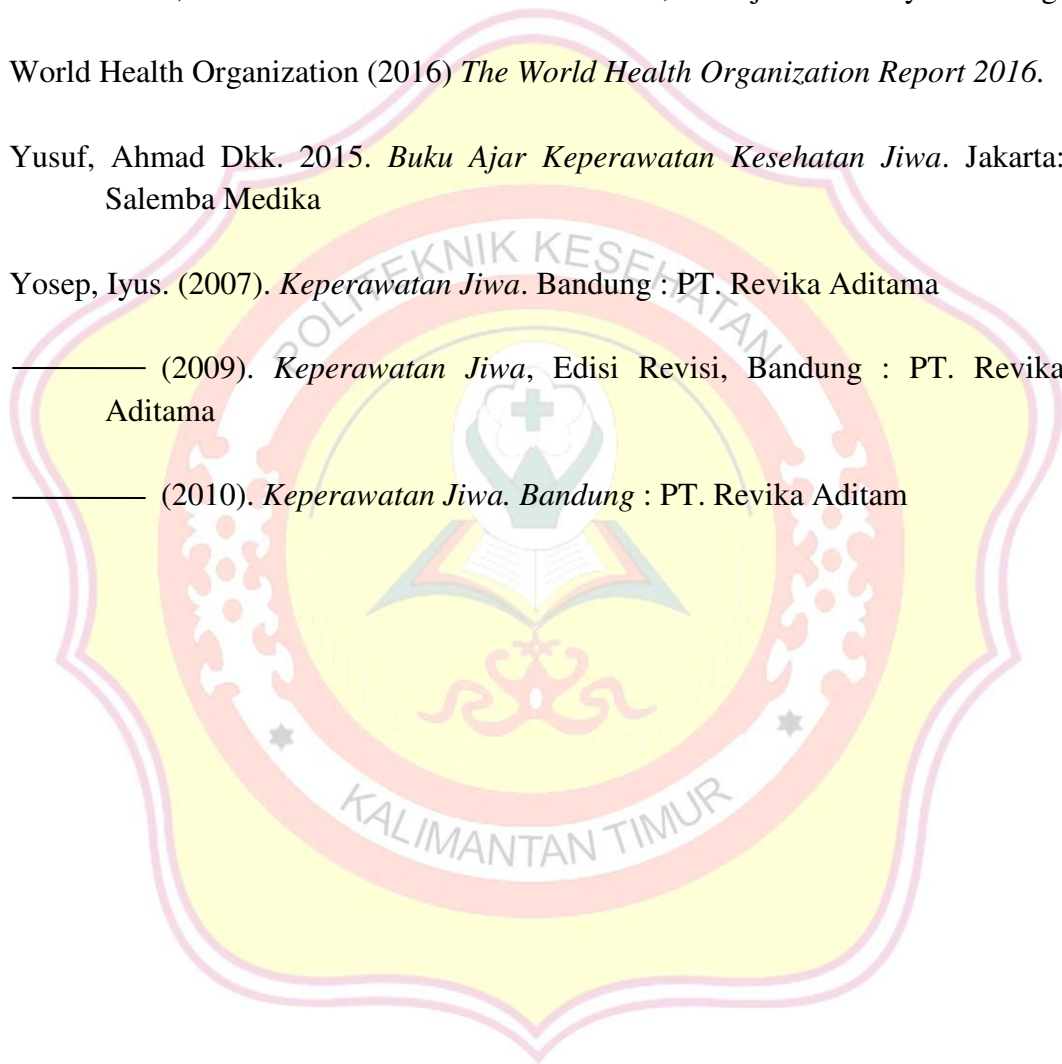 World Health Organization (2016) The World Health Organization Report 2016.
Yusuf, Ahmad Dkk. 2015. Buku Ajar Keperawatan Kesehatan Jiwa. Jakarta:
Salemba Medika
Yosep, Iyus. (2007). Keperawatan Jiwa. Bandung : PT. Revika Aditama
(2009). Keperawatan Jiwa, Edisi Revisi, Bandung : PT. Revika
Aditama
(2010). Keperawatan Jiwa. Bandung : PT. Revika Aditam
POLITEKNIK KESEHATAN
KALIMANTAN TIMUR